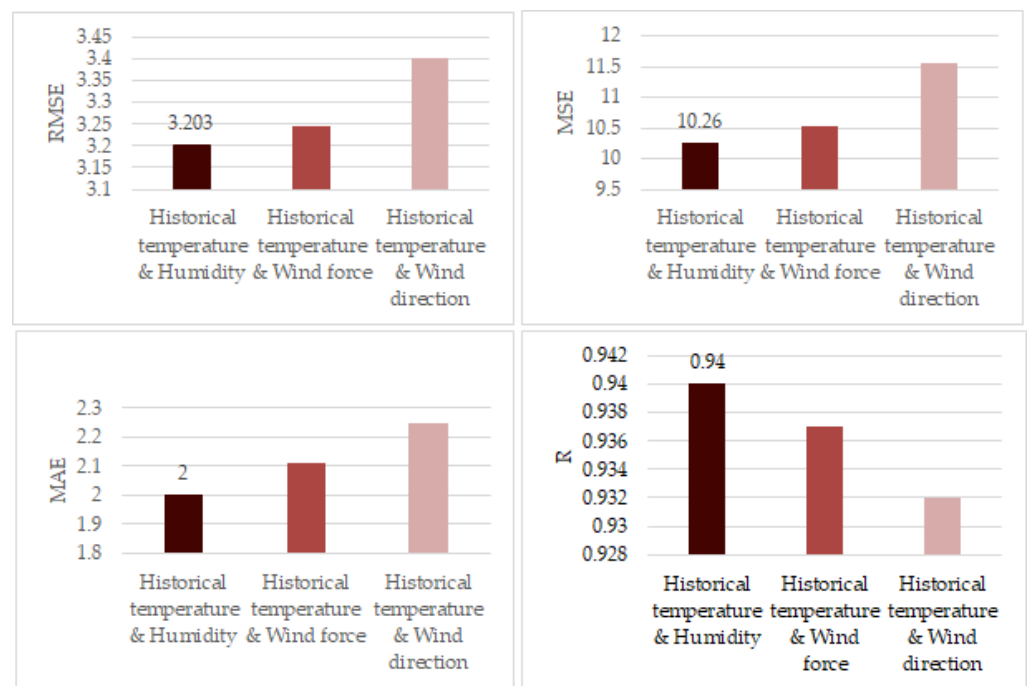 3.45
3.4
3.35
3.3
3.25
3.2
3.15
3.1
RMSE
3.203
Historical temperature & Humidity
Historical temperature & Wind force
Historical temperature & Wind direction
12
11.5
11
10.5
10
9.5
MSE
10.26
Historical temperature & Humidity
Historical temperature & Wind force
Historical temperature & Wind direction
2.3
2.2
2.1
2
1.9
1.8
MAE
2
Historical temperature & Humidity
Historical temperature & Wind force
Historical temperature & Wind direction
0.942
0.94
0.938
0.936
0.934
0.932
0.93
0.928
R
0.94
Historical temperature & Humidity
Historical temperature & Wind force
Historical temperature & Wind direction